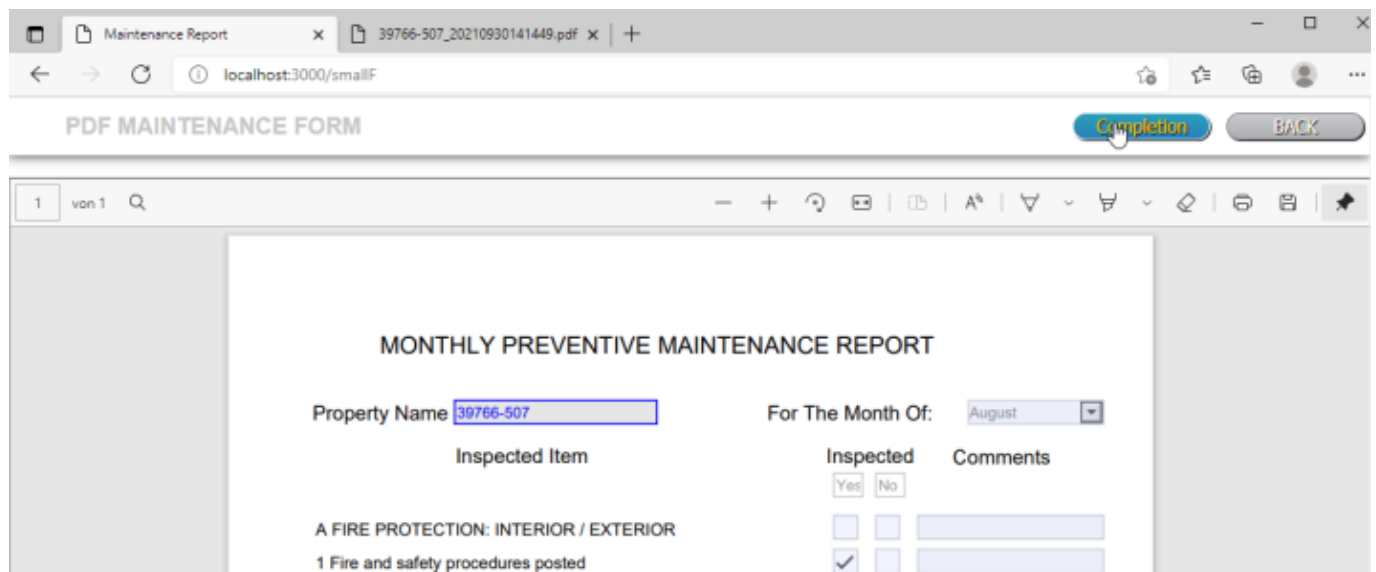 Maintenance Report
39766-507_20210930141449.pdf
localhost:3000/smallF
PDF MAINTENANCE FORM
Completion
BACK
1 von 1
MONTHLY PREVENTIVE MAINTENANCE REPORT
Property Name 39766-507 For The Month Of: August
Inspected Item Inspected Comments
Yes No
A FIRE PROTECTION: INTERIOR / EXTERIOR
1 Fire and safety procedures posted